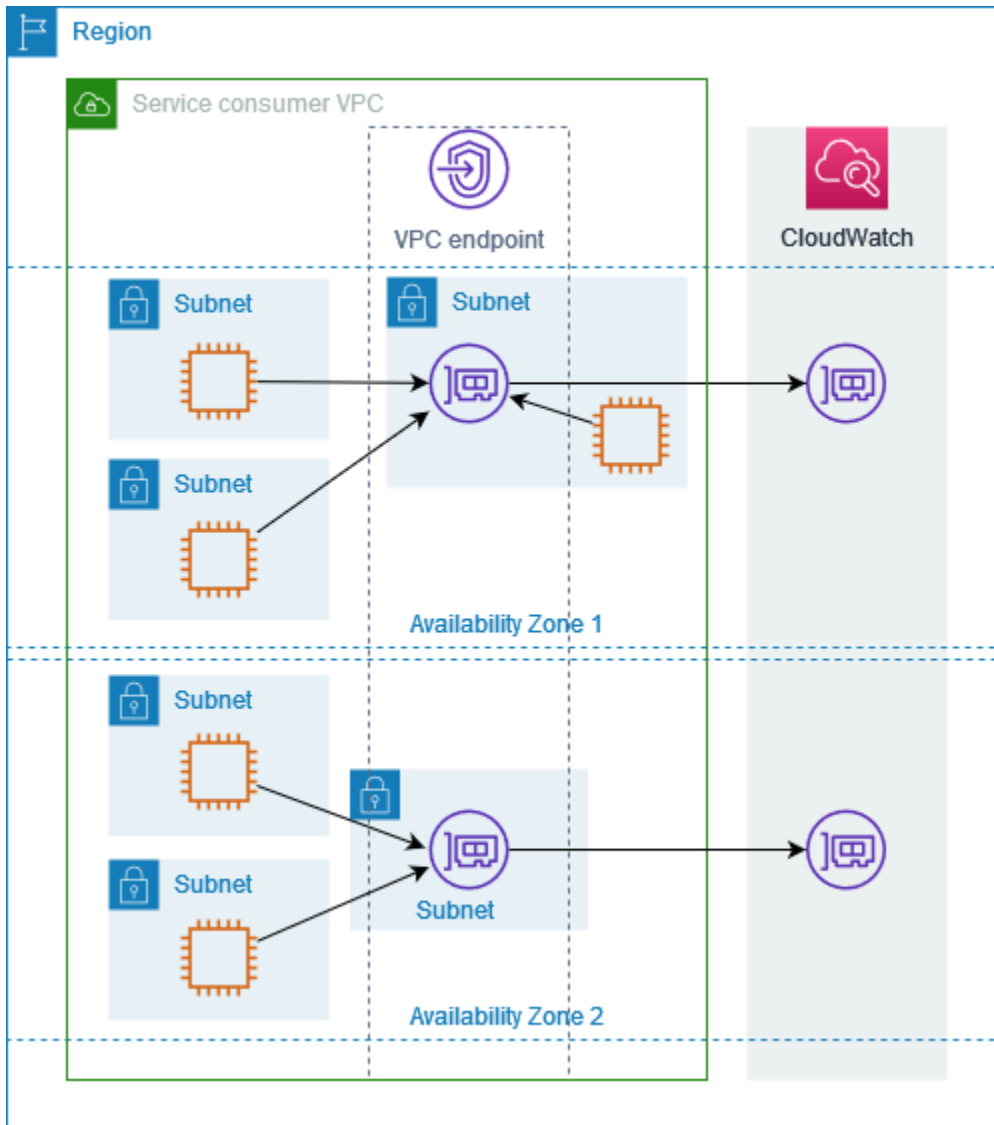 Region
Service consumer VPC
VPC endpoint
CloudWatch
Subnet
Subnet
Subnet
Availability Zone 1
Subnet
Subnet
Subnet
Availability Zone 2